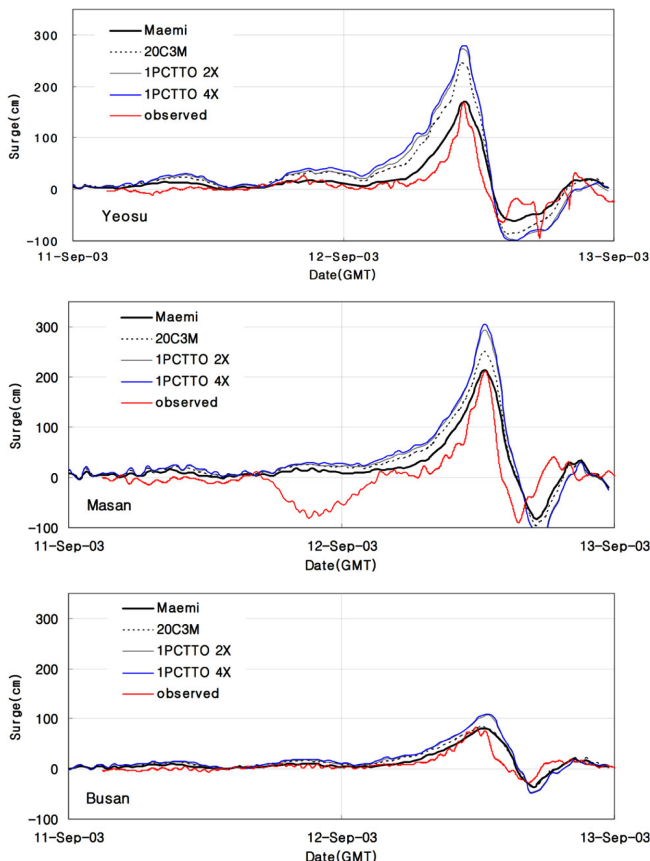 300
200
100
0
-100
Surge(cm)
Maemi
20C3M
1PCTTO 2X
1PCTTO 4X
observed
Yeosu
11-Sep-03
12-Sep-03
13-Sep-03
Date(GMT)
300
200
100
0
-100
Surge(cm)
Maemi
20C3M
1PCTTO 2X
1PCTTO 4X
observed
Masan
11-Sep-03
12-Sep-03
13-Sep-03
Date(GMT)
300
200
100
0
-100
Surge(cm)
Maemi
20C3M
1PCTTO 2X
1PCTTO 4X
observed
Busan
11-Sep-03
12-Sep-03
13-Sep-03
Date(GMT)